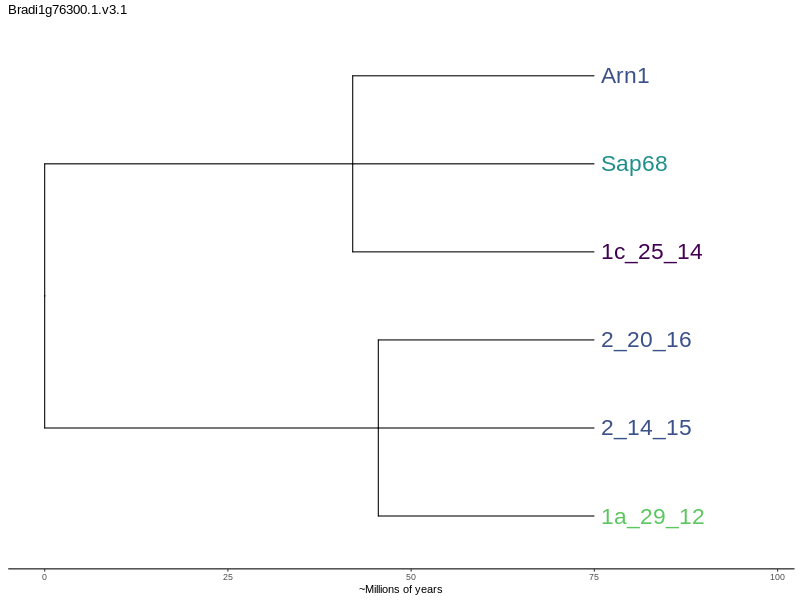 Bradi1g76300.1.v3.1
Arn1
Sap68
1c_25_14
2_20_16
2_14_15
1a_29_12
0 25 50 75 100
~Millions of years